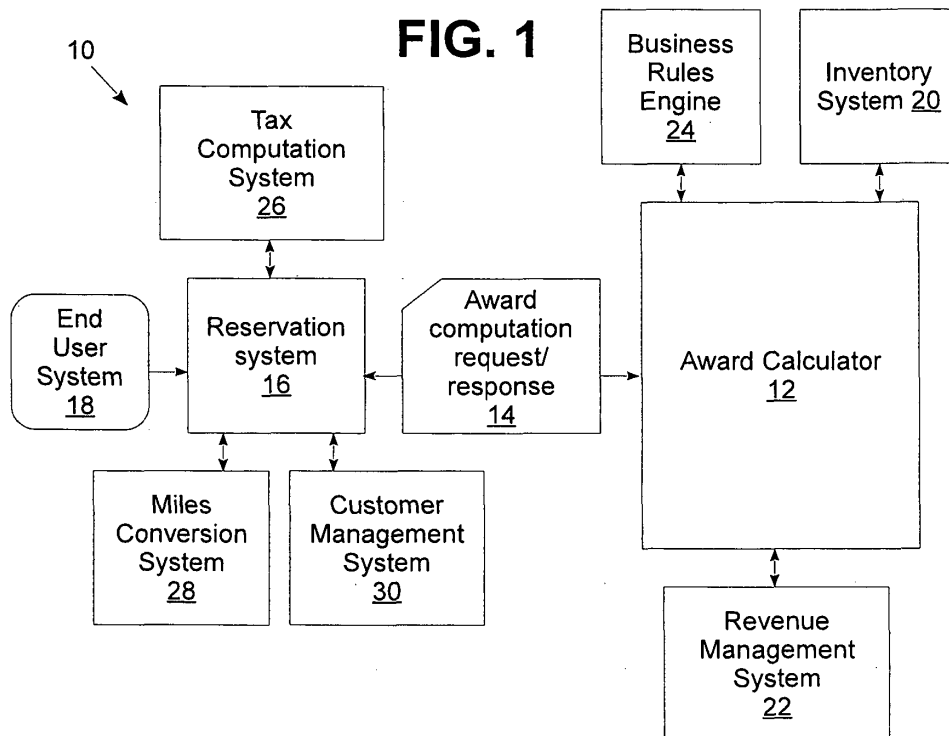 FIG. 1
10
Business
Rules
Engine
24
Inventory
System 20
Tax
Computation
System
26
End
User
System
18
Reservation
system
16
Award
computation
request/
response
14
Award Calculator
12
Miles
Conversion
System
28
Customer
Management
System
30
Revenue
Management
System
22